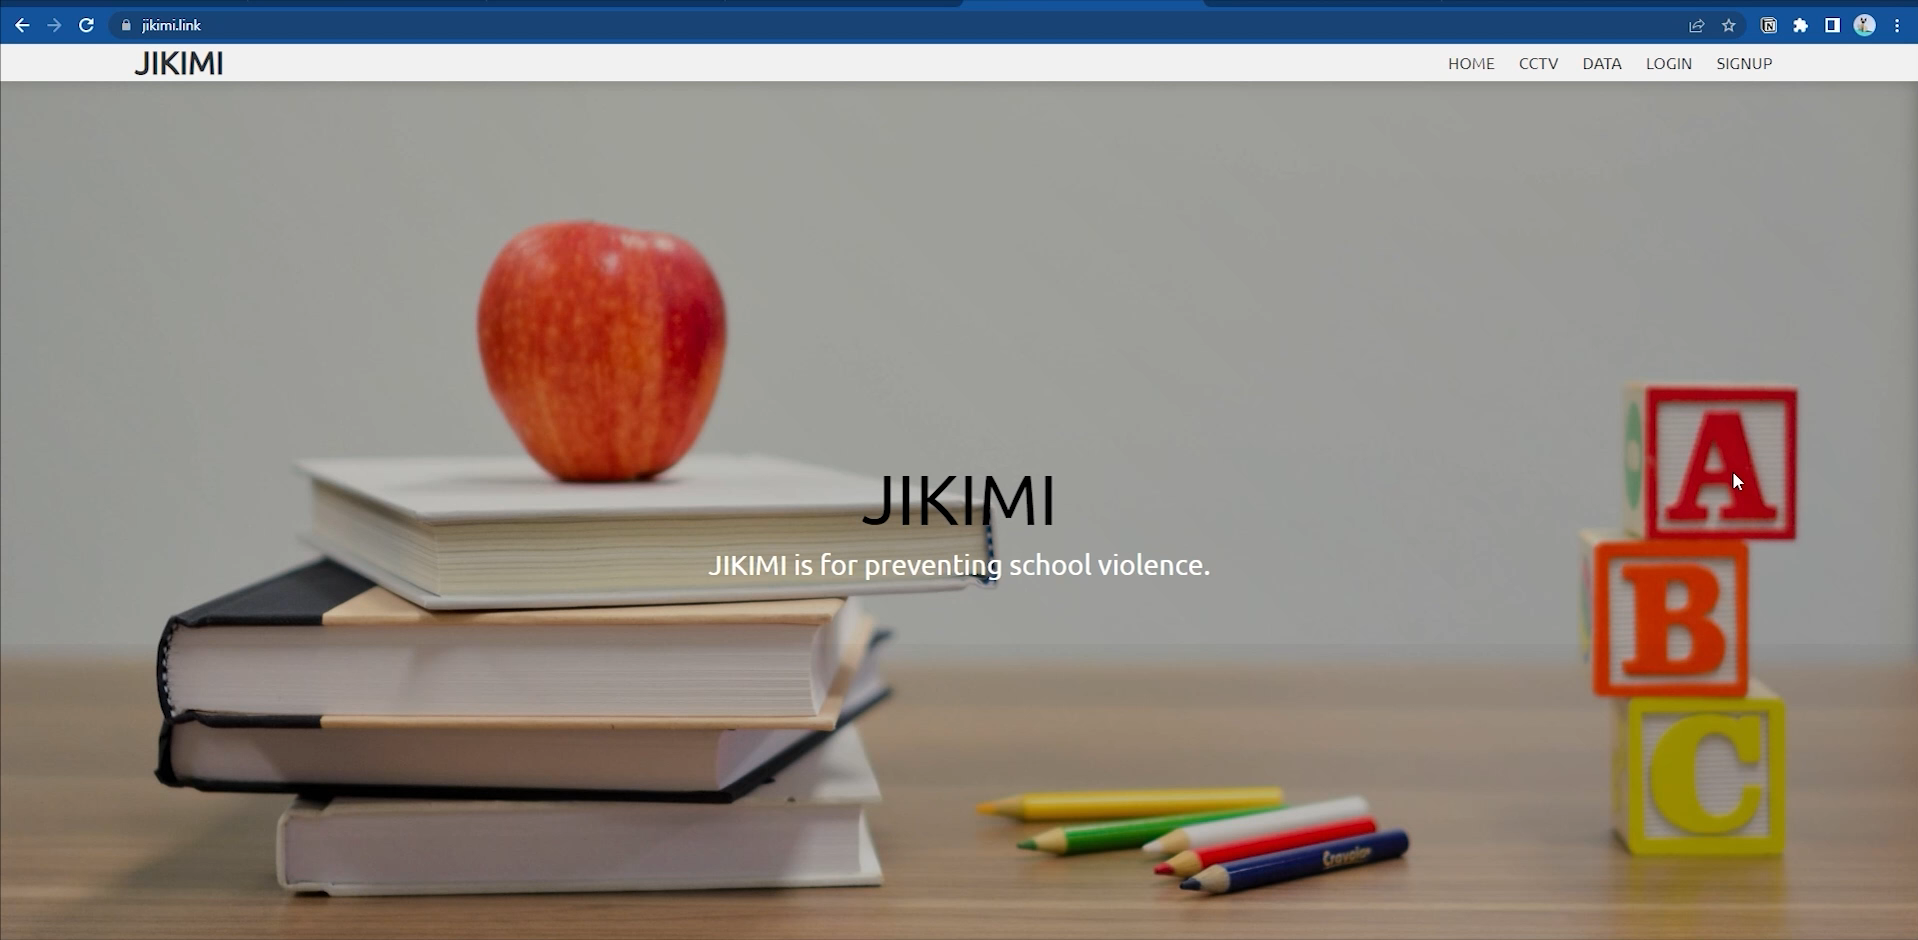 jikimi.link
JIKIMI
HOME CCTV DATA LOGIN SIGNUP
JIKIMI
JIKIMI is for preventing school violence.
A
B
C
Crayola